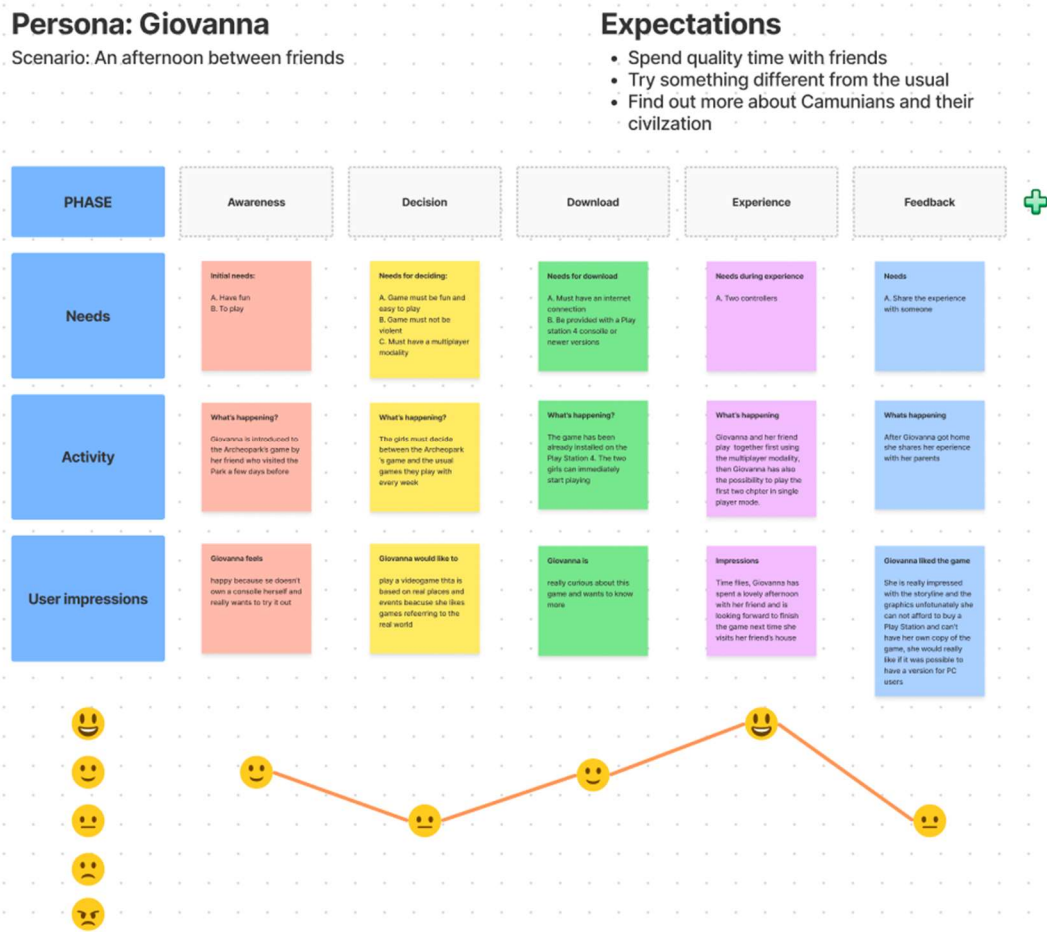 Persona: Giovanna
Scenario: An afternoon between friends
Expectations
• Spend quality time with friends
• Try something different from the usual
• Find out more about Camunians and their
civilzation
PHASE
Awareness
Decision
Download
Experience
Feedback
Needs
Initial needs:
A. Have fun
B. To play
Needs for deciding:
A. Game must be fun and
easy to play
B. Game must not be
violent
C. Must have a multiplayer
modality
Needs for download
A. Must have an internet
connection
B. Be provided with a Play
station 4 consolle or
newer versions
Needs during experience
A. Two controllers
Needs
A. Share the experience
with someone
Activity
What's happening?
Giovanna is introduced to
the Archeopark's game by
her friend who visited the
Park a few days before
What's happening?
The girls must decide
between the Archeopark
's game and the usual
games they play with
every week
What's happening?
The game has been
already installed on the
Play Station 4. The two
girls can immediately
start playing
What's happening
Giovanna and her friend
play together first using
the multiplayer modality,
then Giovanna has also
the possibility to play the
first two chpter in single
player mode.
Whats happening
After Giovanna got home
she shares her eperience
with her parents
User impressions
Giovanna feels
happy because se doesn't
own a consolle herself and
really wants to try it out
Giovanna would like to
play a videogame thta is
based on real places and
events beacuse she likes
games refeerring to the
real world
Giovanna is
really curious about this
game and wants to know
more
Impressions
Time flies, Giovanna has
spent a lovely afternoon
with her friend and is
looking forward to finish
the game next time she
visits her friend's house
Giovanna liked the game
She is really impressed
with the storyline and the
graphics unfotunately she
can not afford to buy a
Play Station and can't
have her own copy of the
game, she would really
like if it was possible to
have a version for PC
users